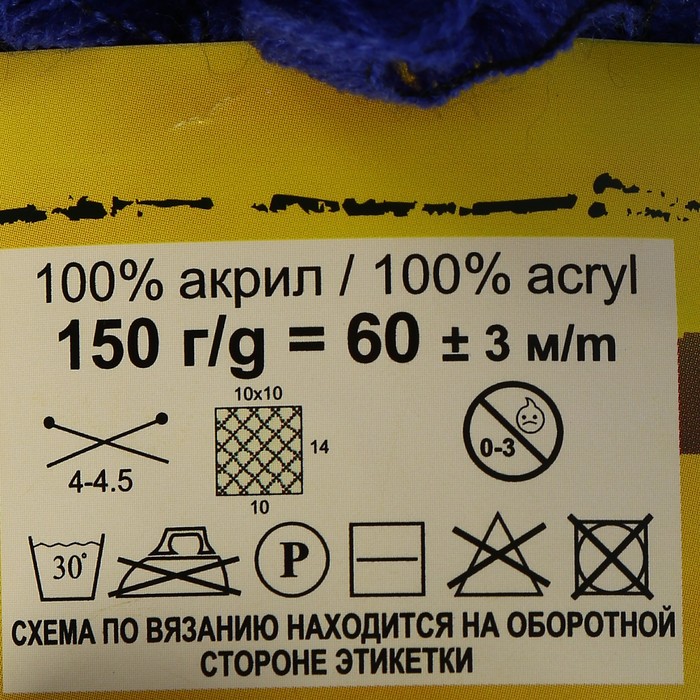 100% акрил / 100% acryl
150 г/g = 60 ± 3 м/m
10x10
14
0-3
4-4.5
10
30°
P
СХЕМА ПО ВЯЗАНИЮ НАХОДИТСЯ НА ОБОРОТНОЙ
СТОРОНЕ ЭТИКЕТКИ